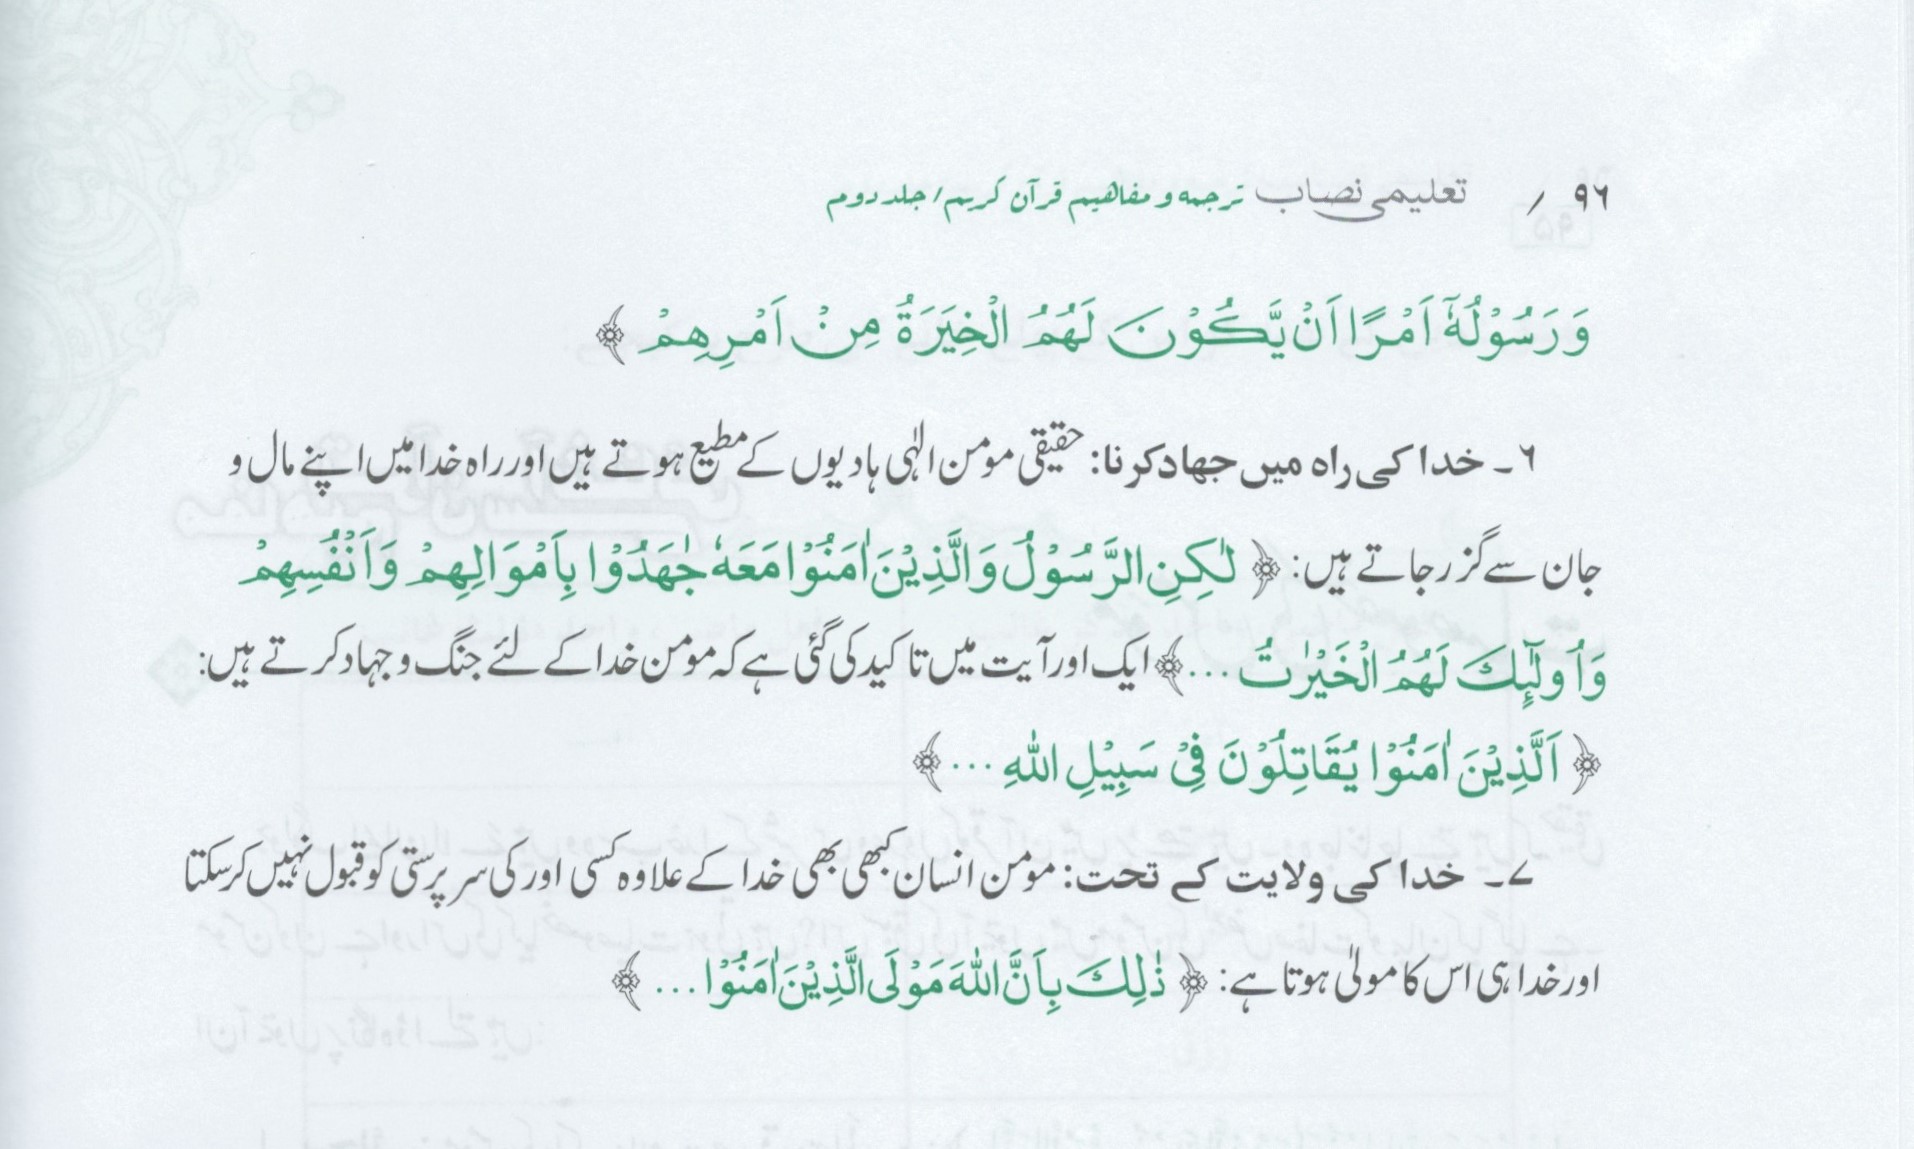 ۹۶ / تعلیمی نصاب ترجمه و مفاهیم قرآن کریم/ جلد دوم
وَ رَسُوْلُهٗۤ اَمْرًا اَنْ یَّكُوْنَ لَهُمُ الْخِیَرَةُ مِنْ اَمْرِهِمْ ﴾
۶۔ خدا کی راہ میں جہاد کرنا: حقیقی مومن الٰہی ہادیوں کے مطیع ہوتے ہیں اور راہ خدا میں اپنے مال و
جان سے گزر جاتے ہیں: ﴿ لٰكِنِ الرَّسُوْلُ وَ الَّذِیْنَ اٰمَنُوْا مَعَهٗ جٰهَدُوْا بِاَمْوَالِهِمْ وَ اَنْفُسِهِمْ
وَ اُولٰٓىِٕكَ لَهُمُ الْخَیْرٰتُ ...﴾ ایک اور آیت میں تاکید کی گئی ہے کہ مومن خدا کے لئے جنگ و جہاد کرتے ہیں:
﴿ اَلَّذِیْنَ اٰمَنُوْا یُقَاتِلُوْنَ فِیْ سَبِیْلِ اللّٰهِ ... ﴾
۷۔ خدا کی ولایت کے تحت: مومن انسان کبھی بھی خدا کے علاوہ کسی اور کی سرپرستی کو قبول نہیں کرسکتا
اور خدا ہی اس کا مولیٰ ہوتا ہے: ﴿ ذٰلِكَ بِاَنَّ اللّٰهَ مَوْلَى الَّذِیْنَ اٰمَنُوْا ... ﴾